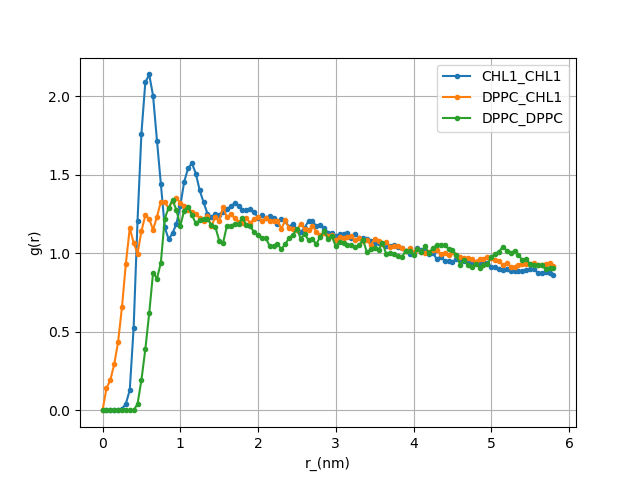 CHL1_CHL1
DPPC_CHL1
DPPC_DPPC
2.0
1.5
1.0
0.5
0.0
g(r)
0 1 2 3 4 5 6
r_(nm)